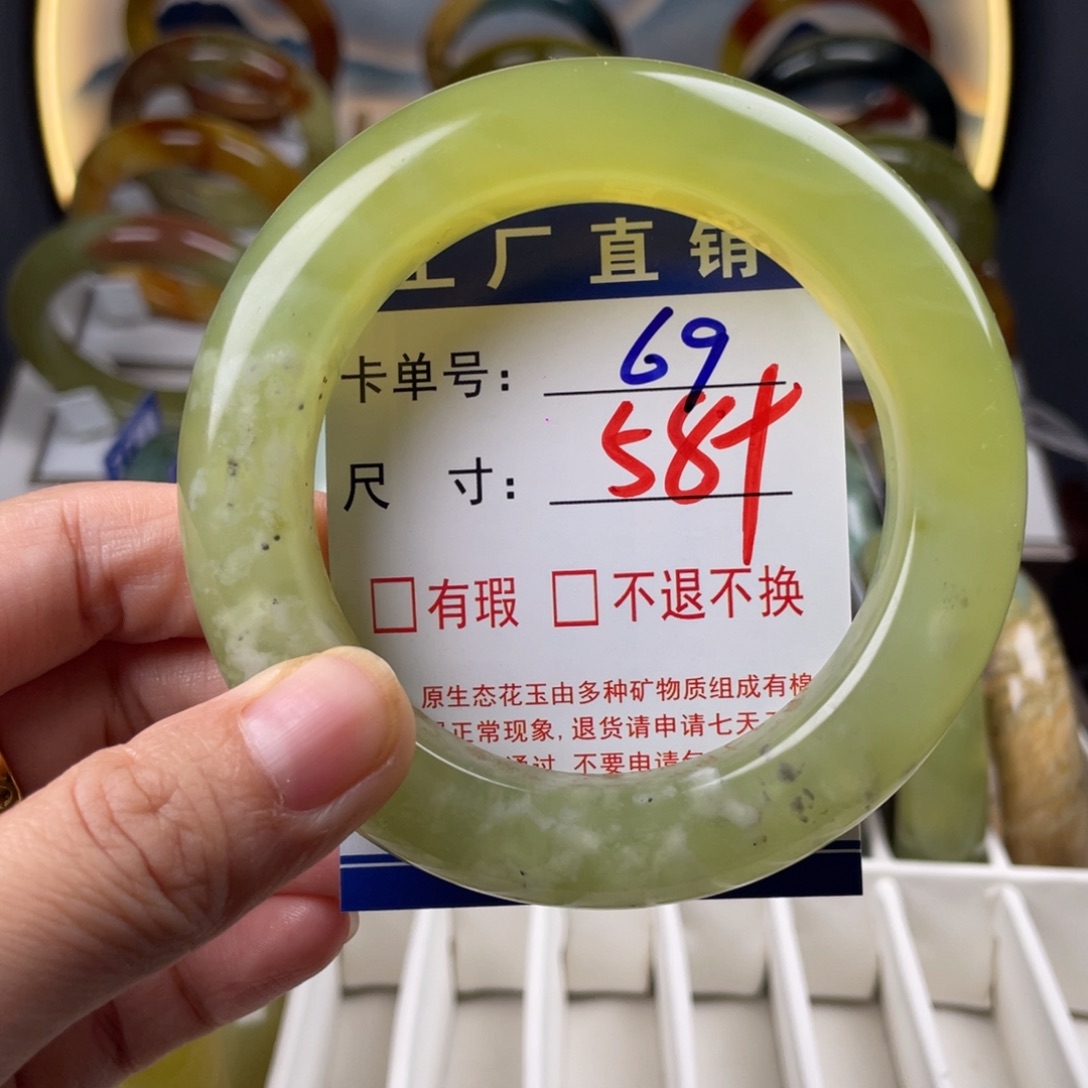 工厂直销
卡单号： 69
尺 寸： 58+
□有瑕 □不退不换
原生态花玉由多种矿物质组成有棉
正常现象,退货请申请七天
通过,不要申请